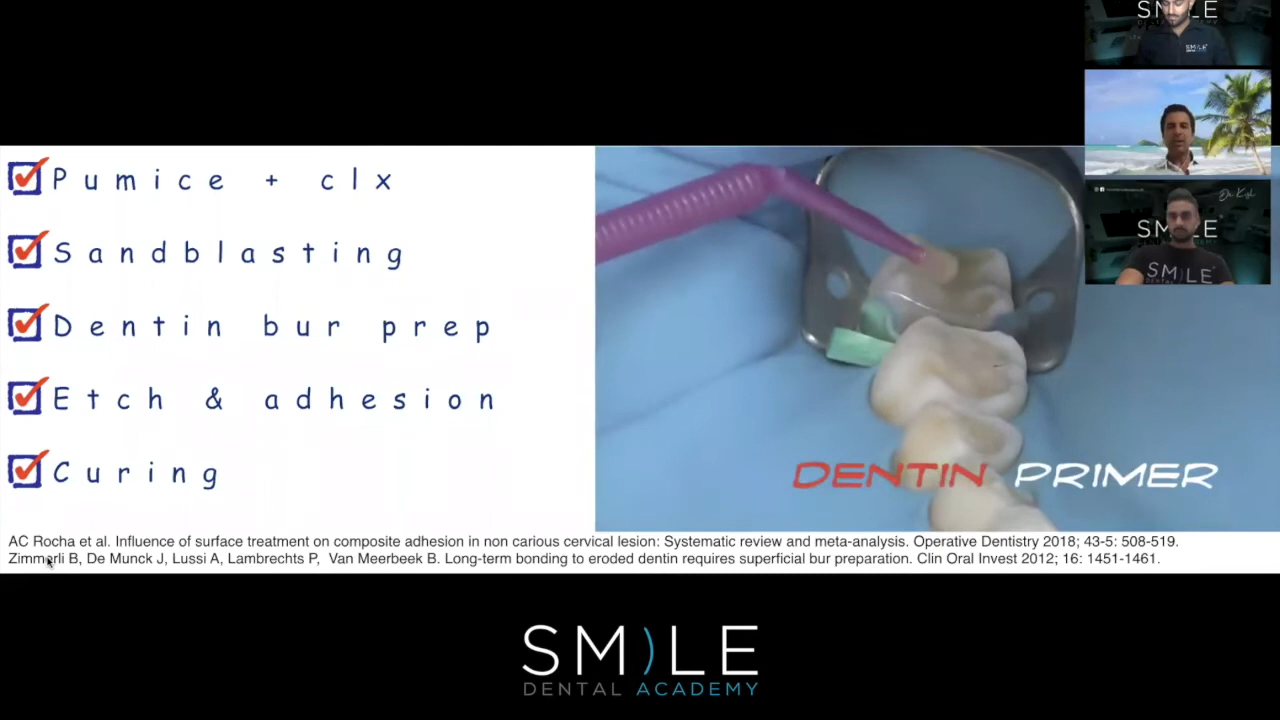 Pumice + clx
Sandblasting
Dentin bur prep
Etch & adhesion
Curing
DENTIN PRIMER
AC Rocha et al. Influence of surface treatment on composite adhesion in non carious cervical lesion: Systematic review and meta-analysis. Operative Dentistry 2018; 43-5: 508-519.
Zimmerli B, De Munck J, Lussi A, Lambrechts P, Van Meerbeek B. Long-term bonding to eroded dentin requires superficial bur preparation. Clin Oral Invest 2012; 16: 1451-1461.
SMILE
SMILE
SMILE
SMILE
DENTAL ACADEMY